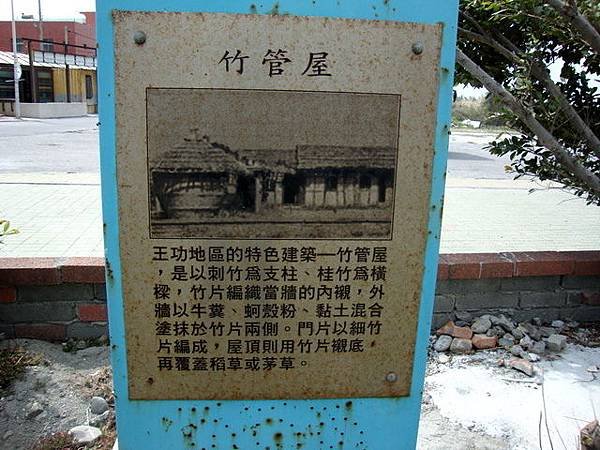 竹管屋
王功地區的特色建築─竹管屋
，是以刺竹為支柱、桂竹為橫
樑，竹片編織當牆的內襯，外
牆以牛糞、蚵殼粉、黏土混合
塗抹於竹片兩側。門片以細竹
片編成，屋頂則用竹片襯底，
再覆蓋稻草或茅草。